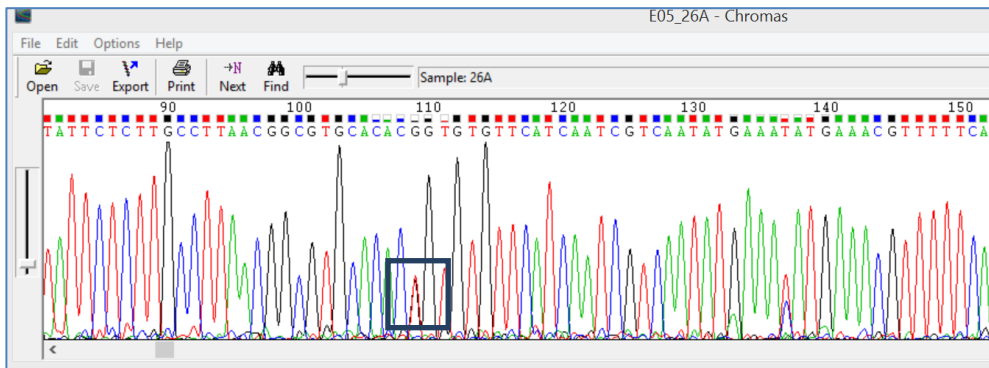 E05_26A - Chromas
File Edit Options Help
Open Save Export Print →N Next Find Sample: 26A
90 100 110 120 130 140 150
TATTCTCTTGCCTTAACGGCGTGCACACGGTGTGTTCATCAATCGTCAATATGAAATATGAAACGTTTTTCA